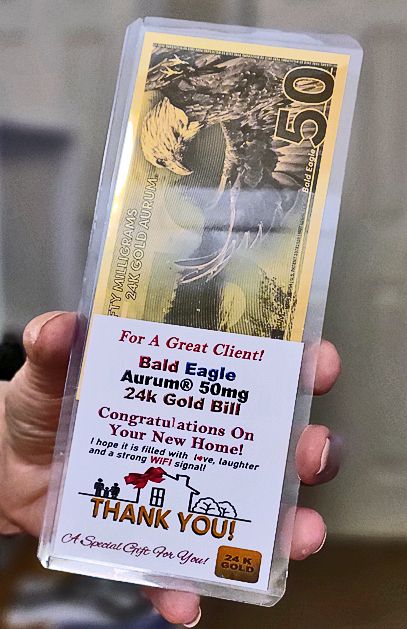 50
Bald Eagle
FTY MILLIGRAMS
24K GOLD AURUM
For A Great Client!
Bald Eagle
Aurum® 50mg
24k Gold Bill
Congratulations On
Your New Home!
I hope it is filled with love, laughter
and a strong WiFi signal!
THANK YOU!
A Special Gift For You!
24 K
GOLD